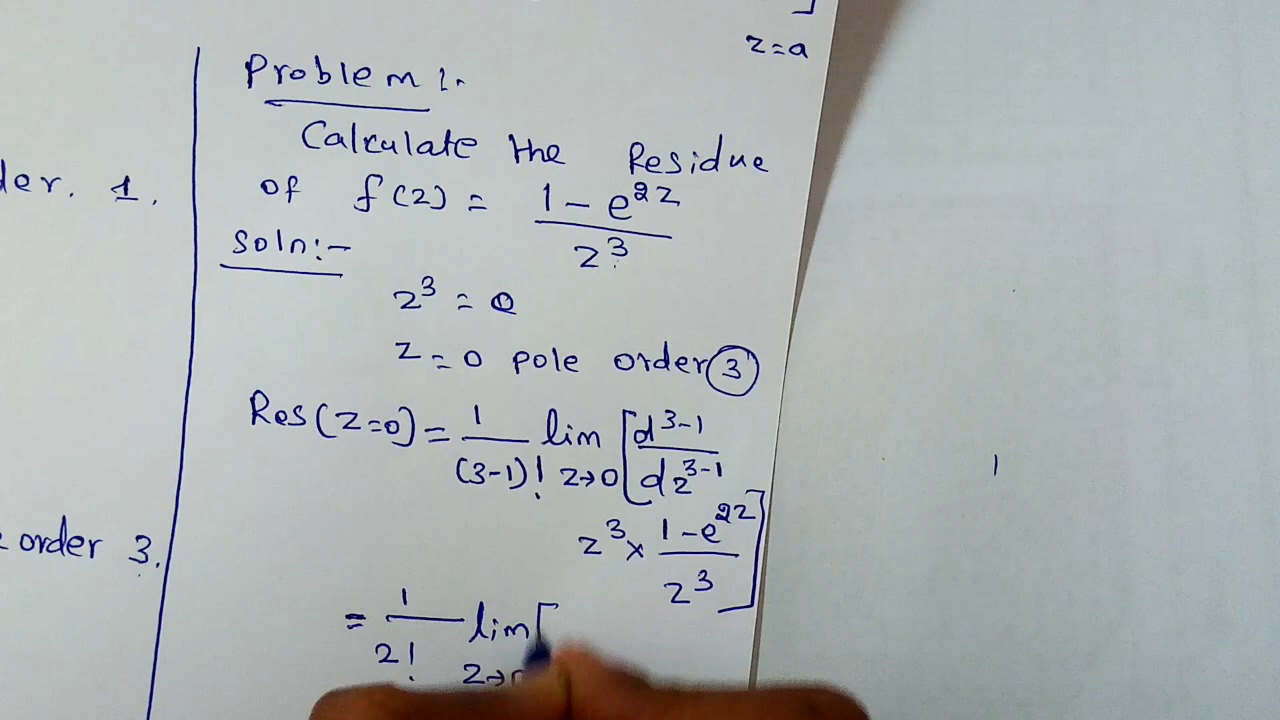 ]
z=a
der. 1.
order 3.
Problem 1:-
Calculate the Residue
of f(z) = (1 - e^{2z})/z^3
Soln:-
z^3 = 0
z = 0 pole order 3
Res(z=0) = 1/(3-1)! lim z→0 [d^{3-1}/dz^{3-1}
z^3 × (1-e^{2z})/z^3]
= 1/2! lim z→0 [